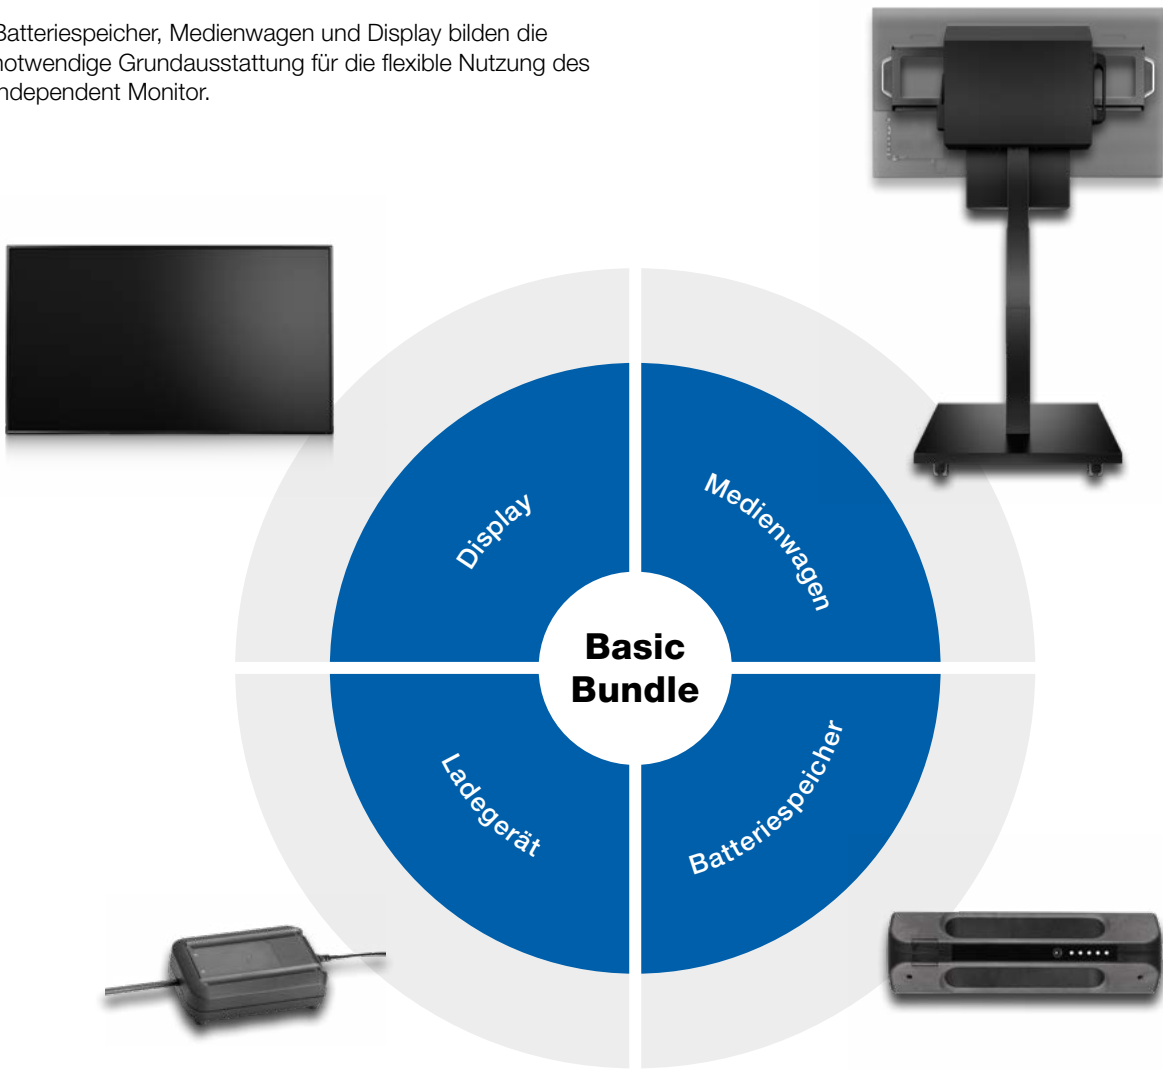 Batteriespeicher, Medienwagen und Display bilden die
notwendige Grundausstattung für die flexible Nutzung des
Independent Monitor.
Display
Medienwagen
Basic
Bundle
Ladegerät
Batteriespeicher